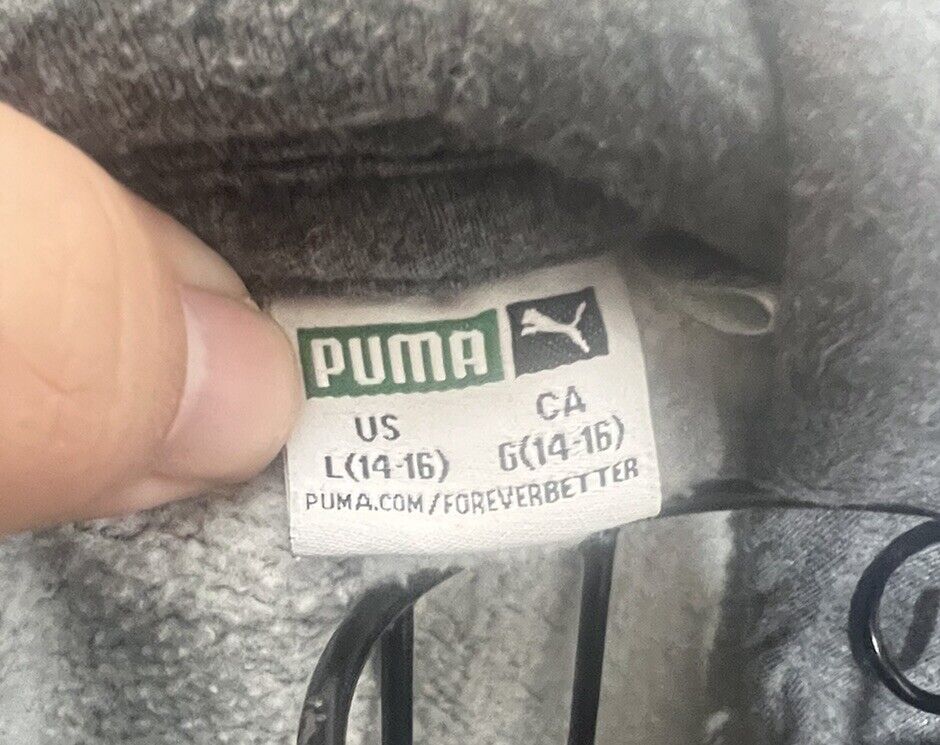 PUMA
US CA
L(14-16) G(14-16)
PUMA.COM/FOREVERBETTER